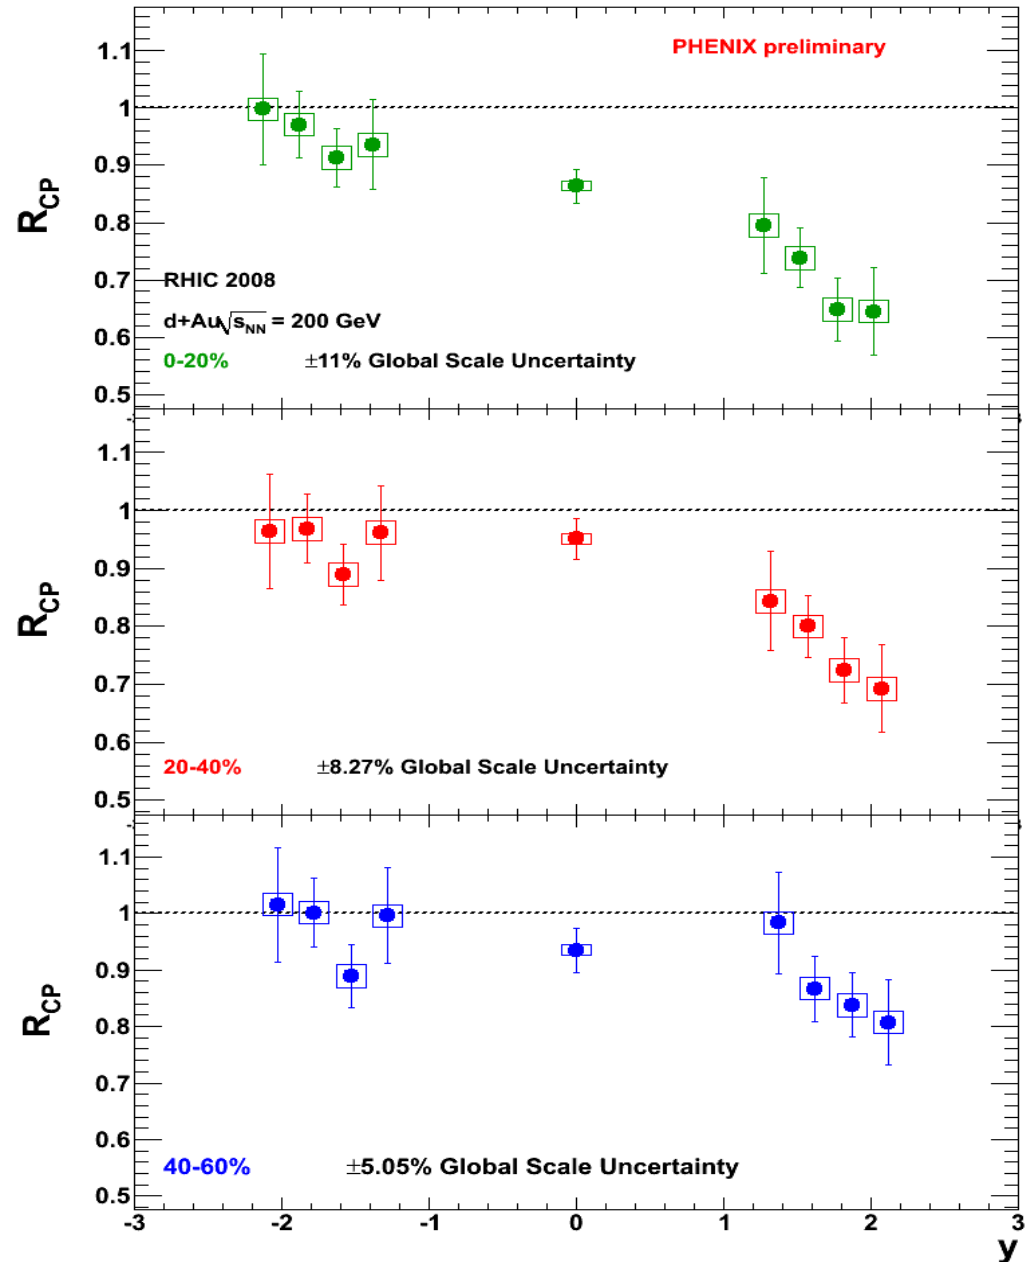 PHENIX preliminary
1.1
1
0.9
0.8
0.7
0.6
0.5
R_CP
RHIC 2008
d+Au √s_NN = 200 GeV
0-20% ±11% Global Scale Uncertainty
1.1
1
0.9
0.8
0.7
0.6
0.5
R_CP
20-40% ±8.27% Global Scale Uncertainty
1.1
1
0.9
0.8
0.7
0.6
0.5
R_CP
40-60% ±5.05% Global Scale Uncertainty
-3 -2 -1 0 1 2 3
y